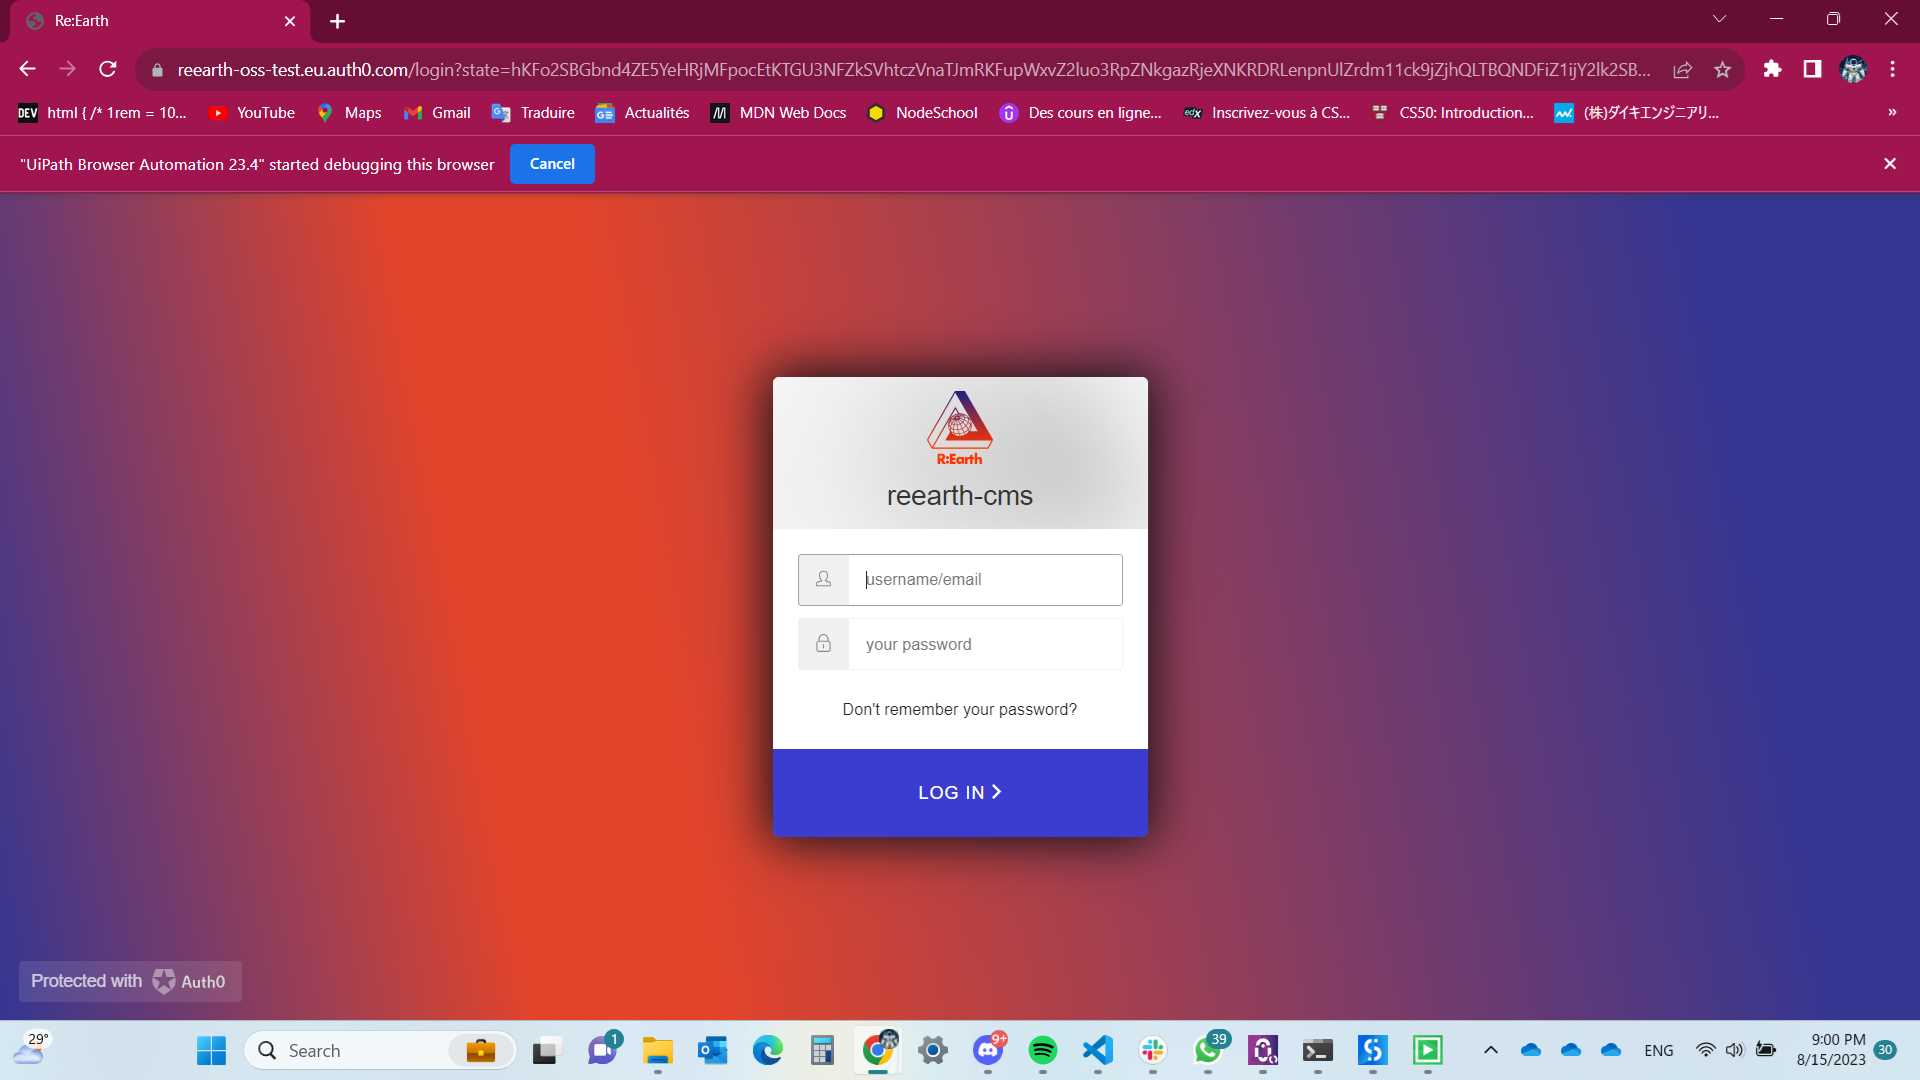 Re:Earth
reearth-oss-test.eu.auth0.com/login?state=hKFo2SBGbnd4ZE5YeHRjMFpocEtKTGU3NFZkSVhtczVnaTJmRKFupWxvZ2luo3RpZNkgazRjeXNKRDRLenpnUlZrdm11ck9jZjhQLTBQNDFiZ1ijY2lk2SB...
DEV html { /* 1rem = 10... YouTube Maps Gmail Traduire Actualités MDN Web Docs NodeSchool Des cours en ligne... edX Inscrivez-vous à CS... CS50: Introduction... (株)ダイキエンジニアリ... »
"UiPath Browser Automation 23.4" started debugging this browser Cancel
R:Earth
reearth-cms
username/email
your password
Don't remember your password?
LOG IN
Protected with Auth0
29° Search 1 9+ 39 ENG 9:00 PM
8/15/2023 30